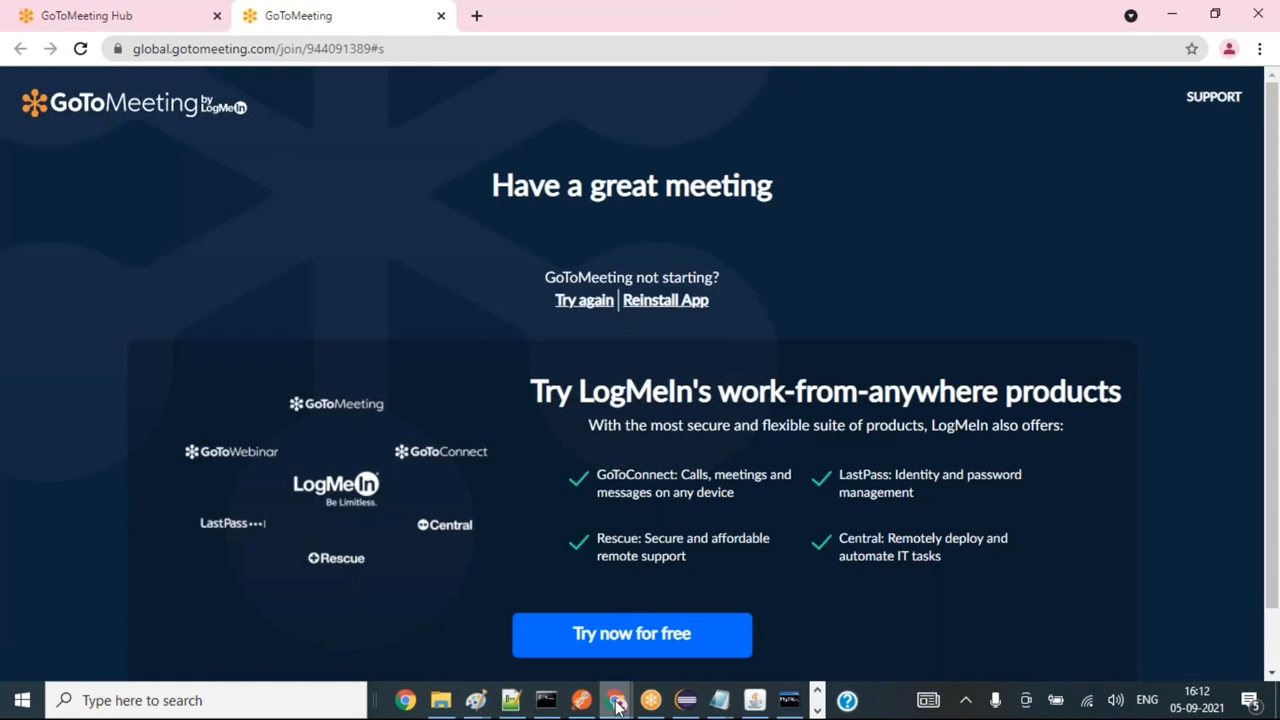 GoToMeeting Hub
GoToMeeting
global.gotomeeting.com/join/944091389#s
GoToMeeting by LogMeIn
SUPPORT
Have a great meeting
GoToMeeting not starting?
Try again | Reinstall App
GoToMeeting
GoToWebinar
GoToConnect
LogMeIn
Be Limitless.
LastPass
Central
Rescue
Try LogMeIn's work-from-anywhere products
With the most secure and flexible suite of products, LogMeIn also offers:
GoToConnect: Calls, meetings and
messages on any device
LastPass: Identity and password
management
Rescue: Secure and affordable
remote support
Central: Remotely deploy and
automate IT tasks
Try now for free
Type here to search
ENG
16:12
05-09-2021
5